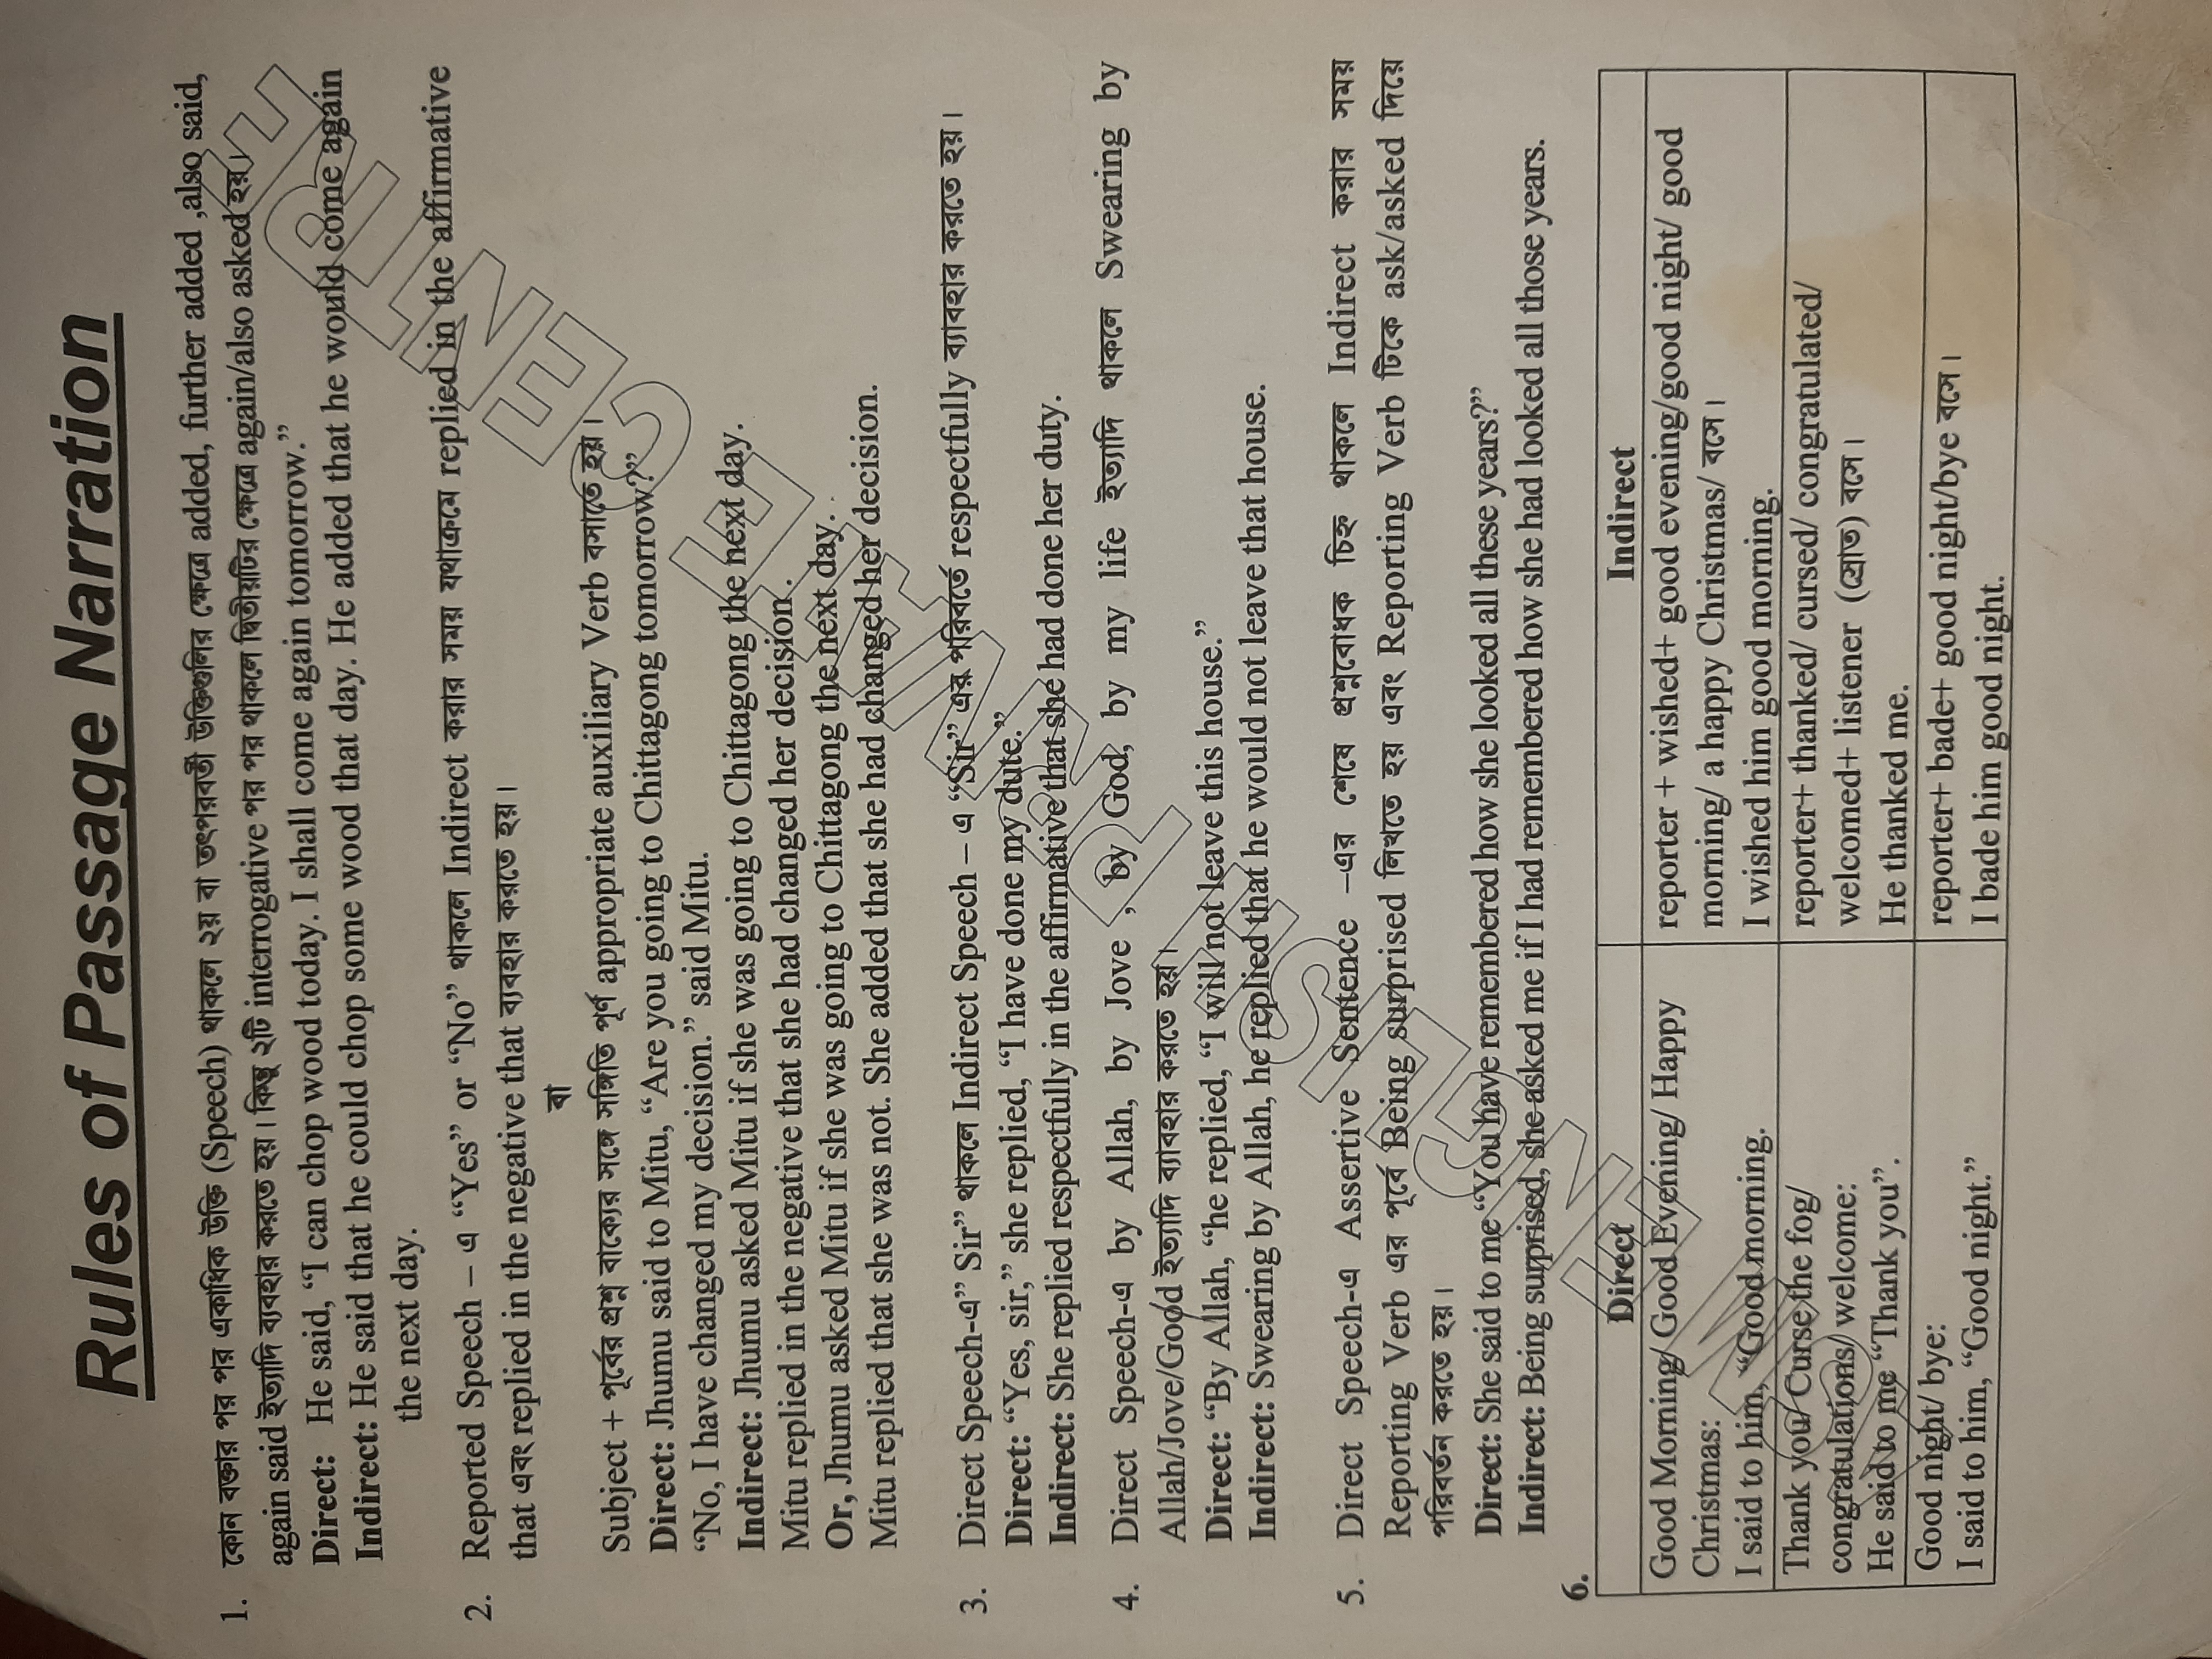 Rules of Passage Narration
1. কোন বক্তার পর পর একাধিক উক্তি (Speech) থাকলে ২য় বা তৎপরবর্তী উক্তিগুলির ক্ষেত্রে added, further added ,also said,
again said ইত্যাদি ব্যবহার করতে হয়। কিন্তু ২টি interrogative পর পর থাকলে দ্বিতীয়টির ক্ষেত্রে again/also asked হয়।
Direct: He said, “I can chop wood today. I shall come again tomorrow.”
Indirect: He said that he could chop some wood that day. He added that he would come again
the next day.
2. Reported Speech – এ “Yes” or “No” থাকলে Indirect করার সময় যথাক্রমে replied in the affirmative
that এবং replied in the negative that ব্যবহার করতে হয়।
বা
Subject + পূর্বের প্রশ্ন বাক্যের সঙ্গে সঙ্গিতি পূর্ণ appropriate auxiliary Verb বসাতে হয়।
Direct: Jhumu said to Mitu, “Are you going to Chittagong tomorrow?”
“No, I have changed my decision.” said Mitu.
Indirect: Jhumu asked Mitu if she was going to Chittagong the next day.
Mitu replied in the negative that she had changed her decision.
Or, Jhumu asked Mitu if she was going to Chittagong the next day.
Mitu replied that she was not. She added that she had changed her decision.
3. Direct Speech-এ” Sir” থাকলে Indirect Speech – এ “Sir” এর পরিবর্তে respectfully ব্যাবহার করতে হয়।
Direct: “Yes, sir,” she replied, “I have done my dute.”
Indirect: She replied respectfully in the affirmative that she had done her duty.
4. Direct Speech-এ by Allah, by Jove , by God, by my life ইত্যাদি থাকলে Swearing by
Allah/Jove/Good ইত্যাদি ব্যাবহার করতে হয়।
Direct: “By Allah, “he replied, “I will not leave this house.”
Indirect: Swearing by Allah, he replied that he would not leave that house.
5. Direct Speech-এ Assertive Sentence –এর শেষে প্রশ্নবোধক চিহ্ন থাকলে Indirect করার সময়
Reporting Verb এর পূর্বে Being surprised লিখতে হয় এবং Reporting Verb টিকে ask/asked দিয়ে
পরিবর্তন করতে হয়।
Direct: She said to me “You have remembered how she looked all these years?”
Indirect: Being surprised, she asked me if I had remembered how she had looked all those years.
6.
Direct Indirect
Good Morning/ Good Evening/ Happy reporter + wished+ good evening/good night/ good
Christmas: morning/ a happy Christmas/ বসে।
I said to him, “Good morning. I wished him good morning.
Thank you/ Curse the fog/ reporter+ thanked/ cursed/ congratulated/
congratulations/ welcome: welcomed+ listener (স্রোত) বসে।
He said to me “Thank you”. He thanked me.
Good night/ bye: reporter+ bade+ good night/bye বসে।
I said to him, “Good night.” I bade him good night.
ENGLISH PRIVATE CENTRE